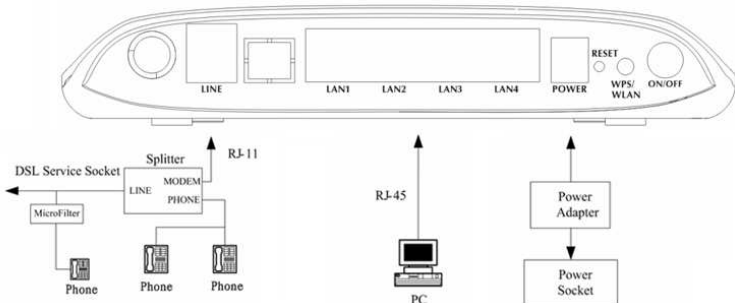 RESET
LINE
LAN1 LAN2 LAN3 LAN4 POWER WPS/ ON/OFF
WLAN
Splitter
RJ-11
DSL Service Socket
LINE
MODEM
PHONE
MicroFilter
RJ-45
Power
Adapter
Phone
Phone
Phone
PC
Power
Socket